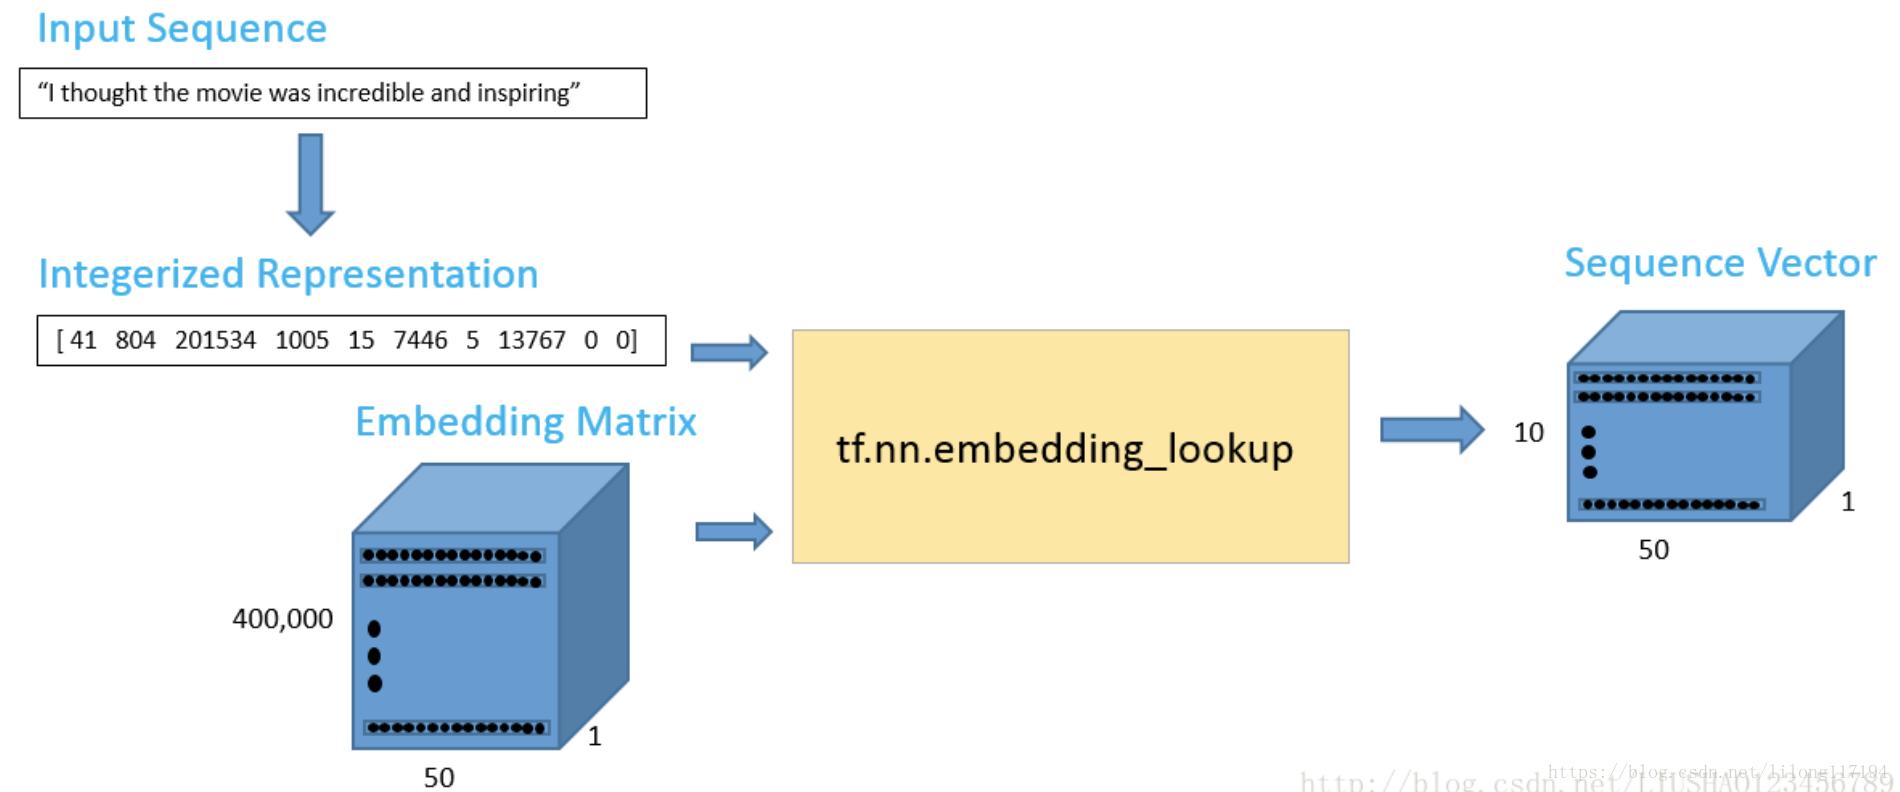 Input Sequence
“I thought the movie was incredible and inspiring”
Integerized Representation
[ 41 804 201534 1005 15 7446 5 13767 0 0]
Embedding Matrix
400,000
50
1
tf.nn.embedding_lookup
Sequence Vector
10
50
1
https://blog.csdn.net/lilong117194
http://blog.csdn.net/LIUSHAO123456789